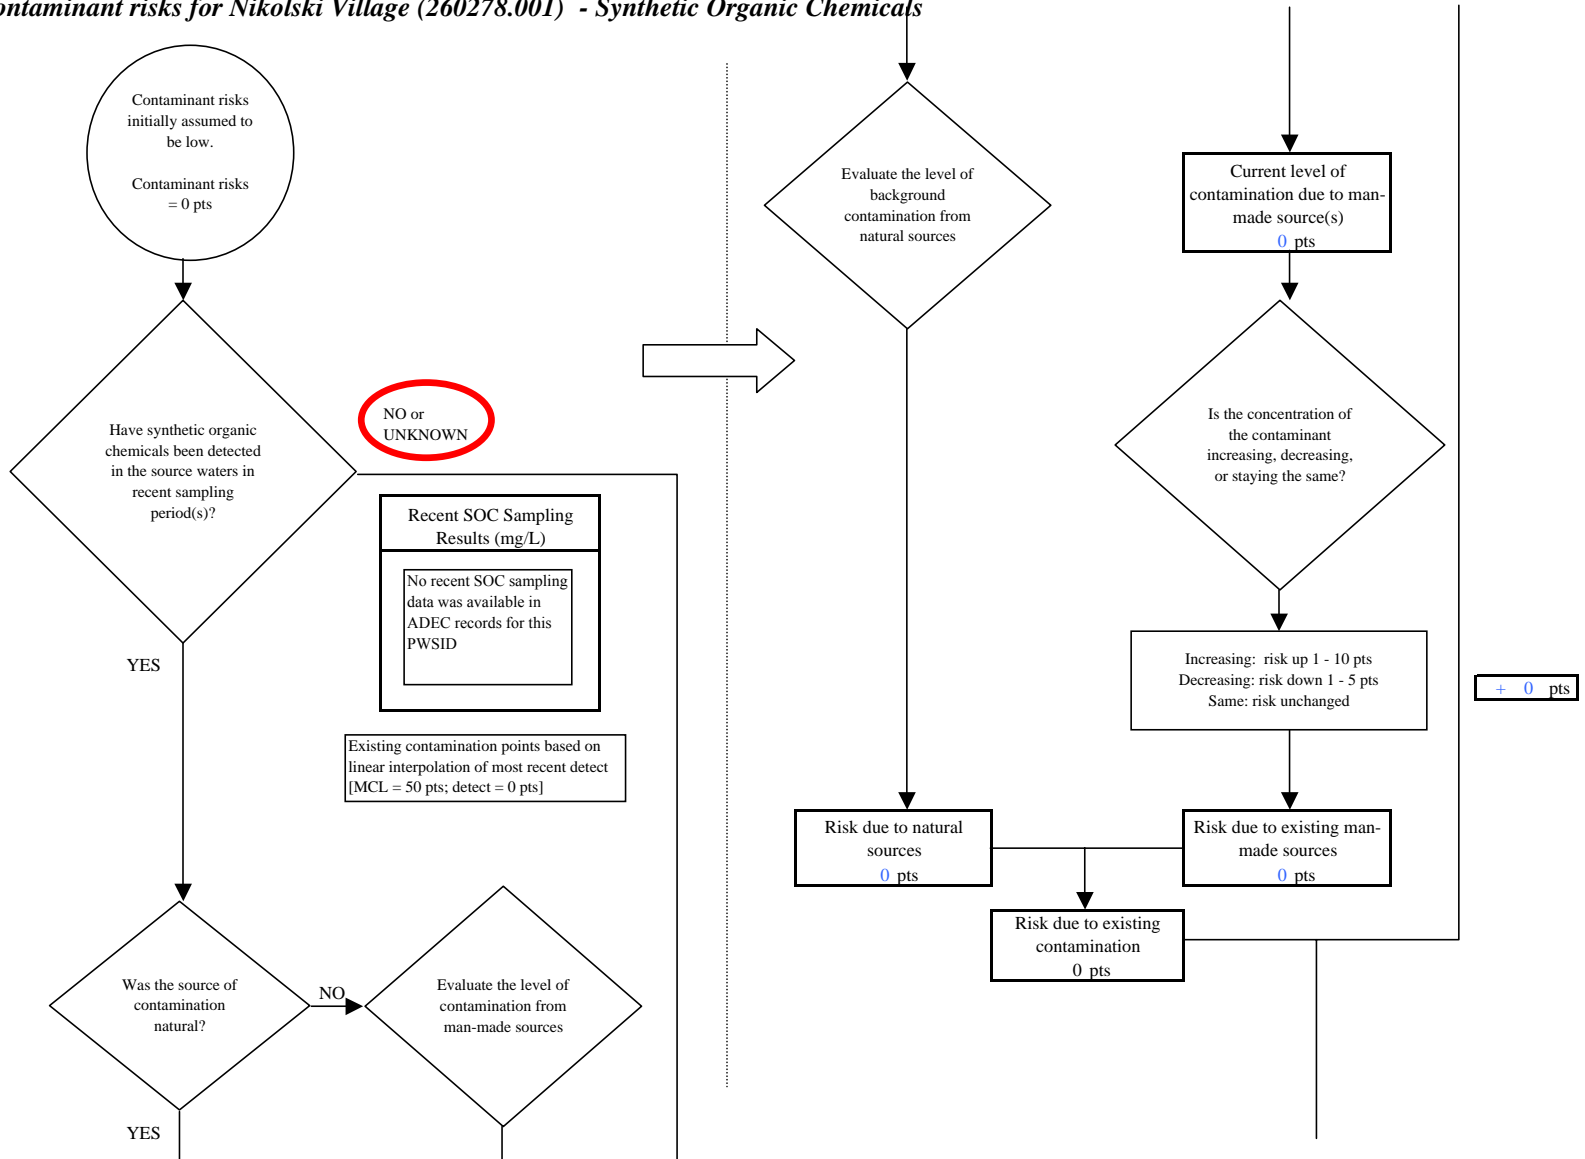 ontaminant risks for Nikolski Village (260278.001) - Synthetic Organic Chemicals
Contaminant risks
initially assumed to
be low.
Contaminant risks
= 0 pts
Have synthetic organic
chemicals been detected
in the source waters in
recent sampling
period(s)?
NO or
UNKNOWN
Recent SOC Sampling
Results (mg/L)
No recent SOC sampling
data was available in
ADEC records for this
PWSID
YES
Existing contamination points based on
linear interpolation of most recent detect
[MCL = 50 pts; detect = 0 pts]
Was the source of
contamination
natural?
NO
Evaluate the level of
contamination from
man-made sources
YES
Evaluate the level of
background
contamination from
natural sources
Current level of
contamination due to man-
made source(s)
0 pts
Is the concentration of
the contaminant
increasing, decreasing,
or staying the same?
Increasing: risk up 1 - 10 pts
Decreasing: risk down 1 - 5 pts
Same: risk unchanged
+ 0 pts
Risk due to natural
sources
0 pts
Risk due to existing man-
made sources
0 pts
Risk due to existing
contamination
0 pts